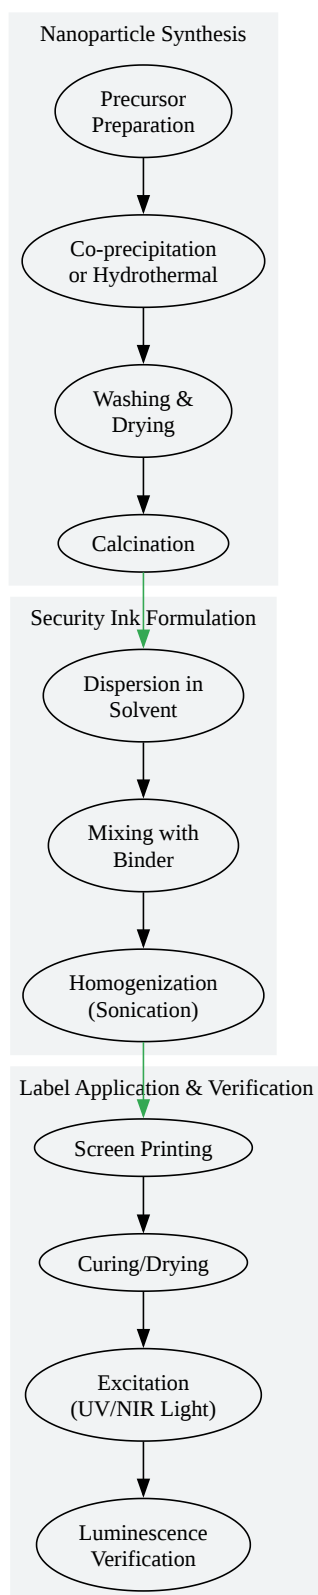 Nanoparticle Synthesis
Precursor
Preparation
Co-precipitation
or Hydrothermal
Washing &
Drying
Calcination
Security Ink Formulation
Dispersion in
Solvent
Mixing with
Binder
Homogenization
(Sonication)
Label Application & Verification
Screen Printing
Curing/Drying
Excitation
(UV/NIR Light)
Luminescence
Verification